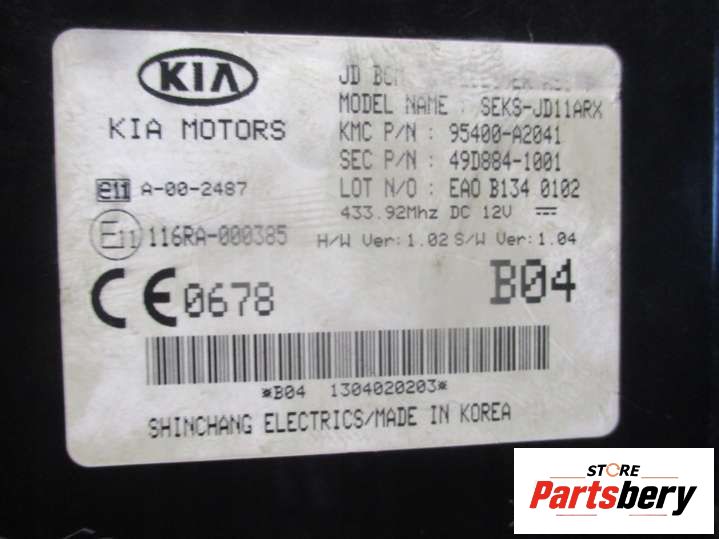 KIA
KIA MOTORS
JD BCM
MODEL NAME : SEKS-JD11ARX
KMC P/N : 95400-A2041
SEC P/N : 49D884-1001
LOT N/O : EAO B134 0102
433.92Mhz DC 12V
H/W Ver: 1.02 S/W Ver: 1.04
e11 A-00-2487
E11 116RA-000385
CE 0678
B04
*B04 1304020203*
SHINCHANG ELECTRICS/MADE IN KOREA
STORE
Partsbery